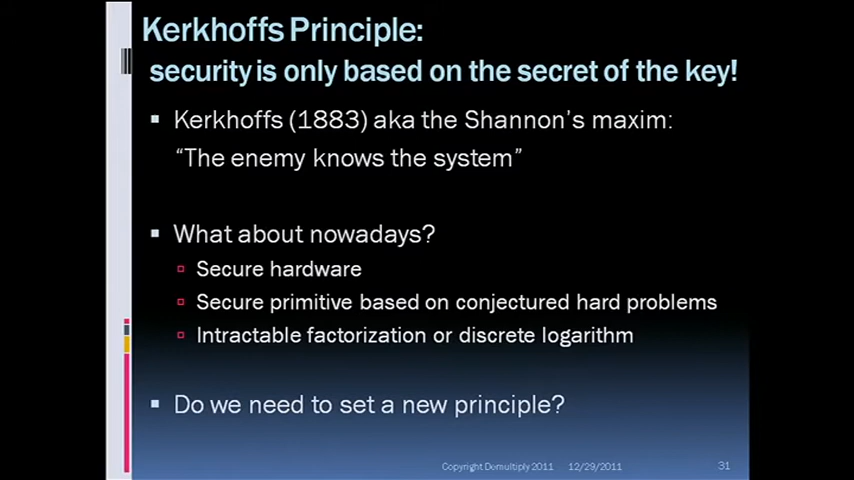 Kerkhoffs Principle:
security is only based on the secret of the key!
▪ Kerkhoffs (1883) aka the Shannon's maxim:
"The enemy knows the system"
▪ What about nowadays?
▫ Secure hardware
▫ Secure primitive based on conjectured hard problems
▫ Intractable factorization or discrete logarithm
▪ Do we need to set a new principle?
Copyright Domultiply 2011 12/29/2011 31